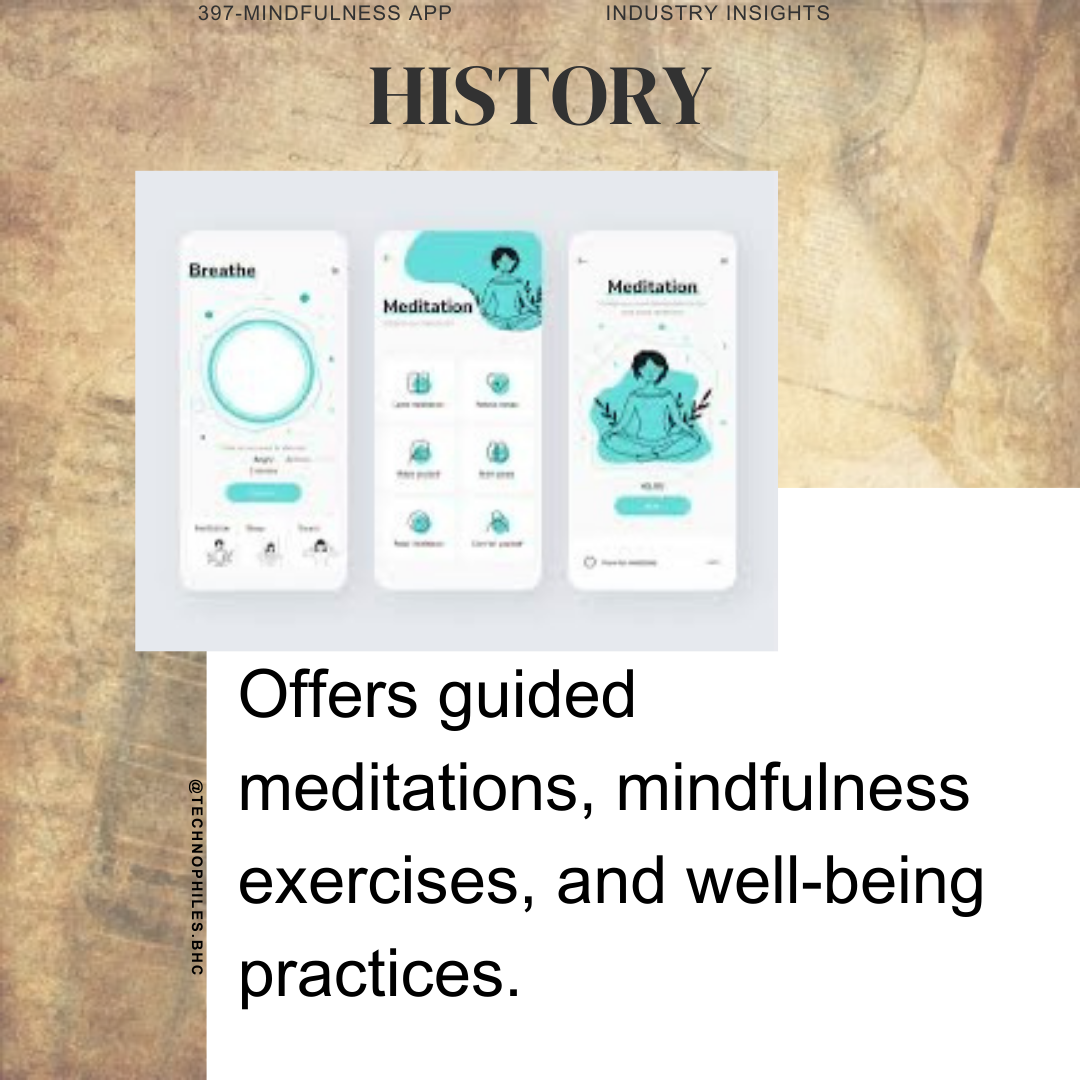 397-MINDFULNESS APP
INDUSTRY INSIGHTS
HISTORY
Breathe
Meditation
Meditation
Offers guided
meditations, mindfulness
exercises, and well-being
practices.
@TECHNOPHILES.BHC